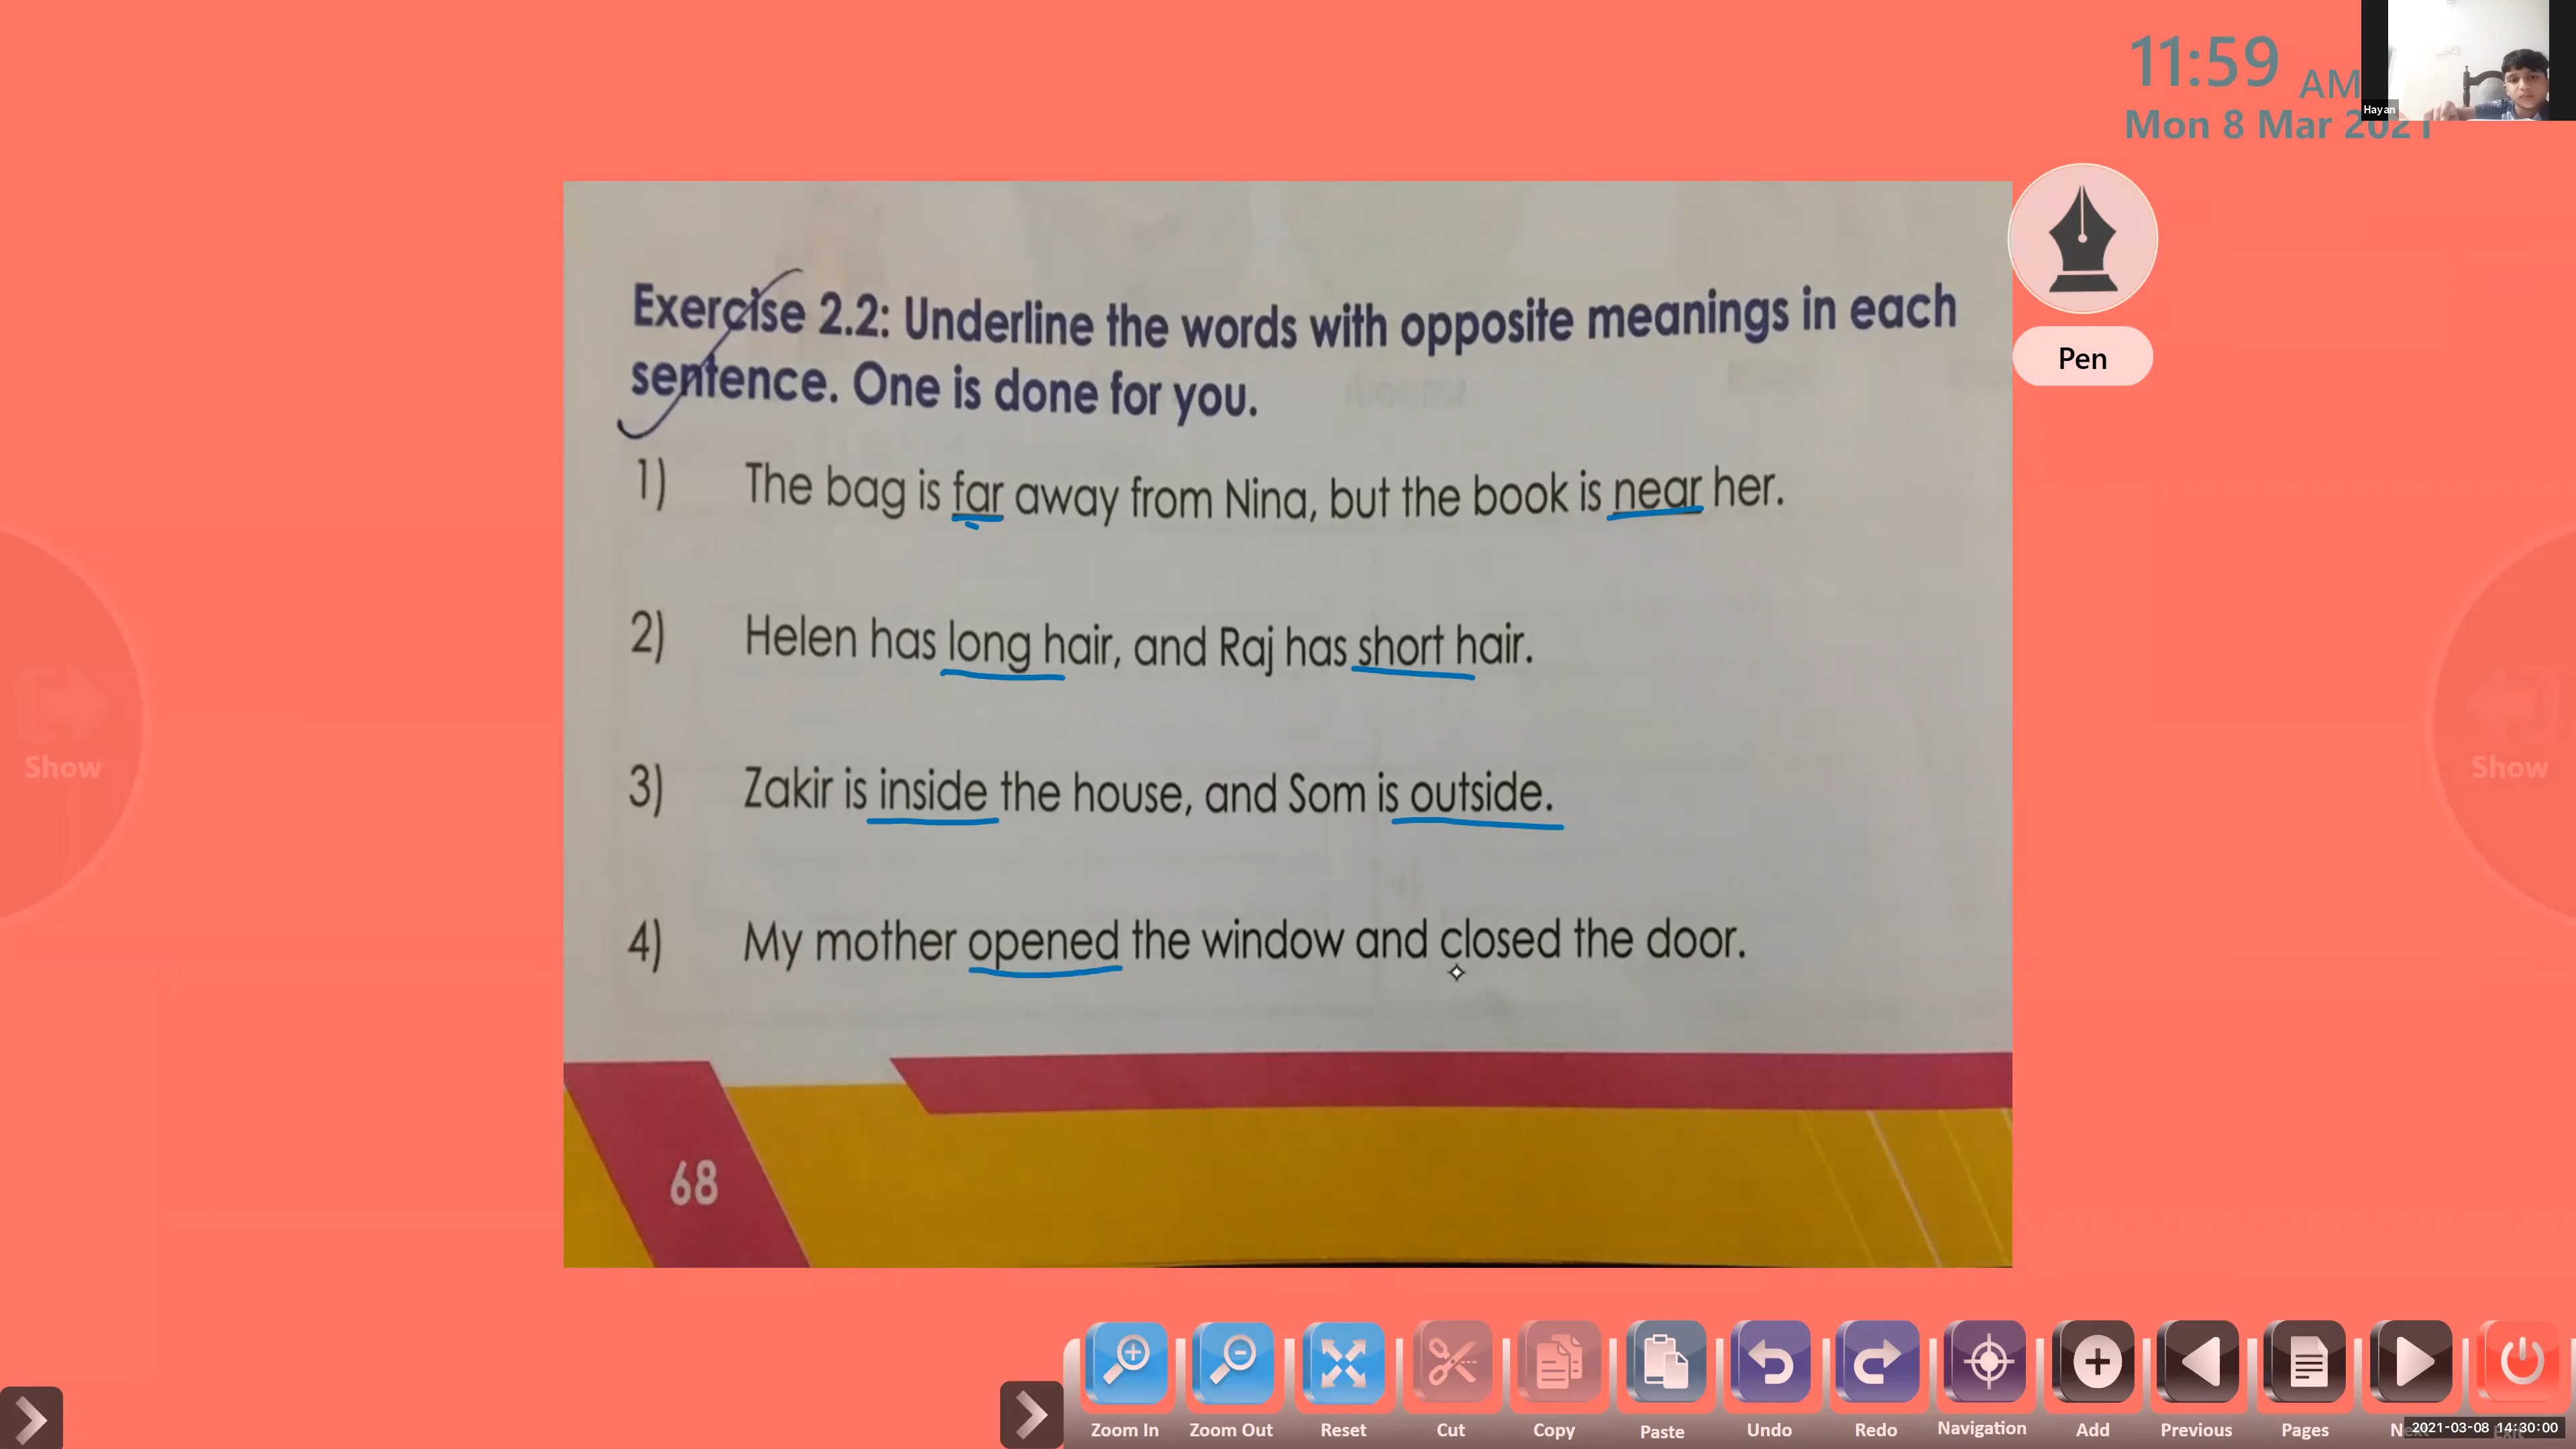 11:59 AM
Mon 8 Mar 2021
Hayan
Pen
Exercise 2.2: Underline the words with opposite meanings in each
sentence. One is done for you.
1) The bag is far away from Nina, but the book is near her.
2) Helen has long hair, and Raj has short hair.
3) Zakir is inside the house, and Som is outside.
4) My mother opened the window and closed the door.
68
Show
Show
Zoom In Zoom Out Reset Cut Copy Paste Undo Redo Navigation Add Previous Pages
2021-03-08 14:30:00